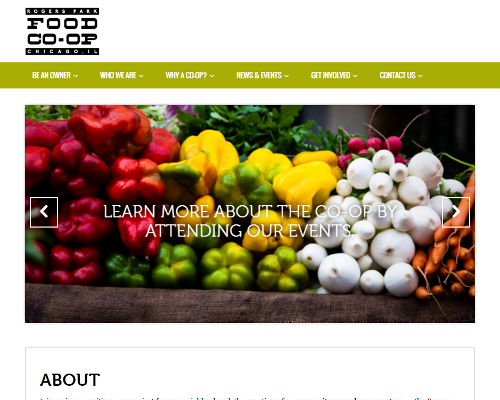 ROGERS PARK
FOOD
CO-OP
CHICAGO, IL
BE AN OWNER WHO WE ARE WHY A CO-OP? NEWS & EVENTS GET INVOLVED CONTACT US
LEARN MORE ABOUT THE CO-OP BY
ATTENDING OUR EVENTS
ABOUT